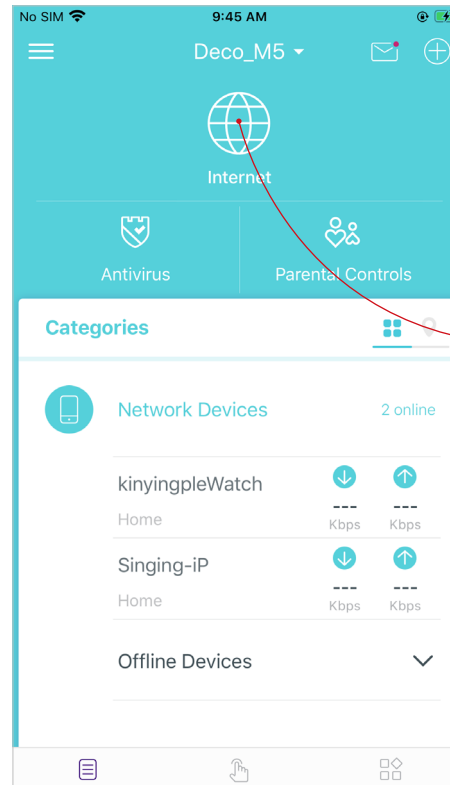 No SIM 9:45 AM
Deco_M5
Internet
Antivirus Parental Controls
Categories
Network Devices 2 online
kinyingpleWatch
Home
---
Kbps
---
Kbps
Singing-iP
Home
---
Kbps
---
Kbps
Offline Devices